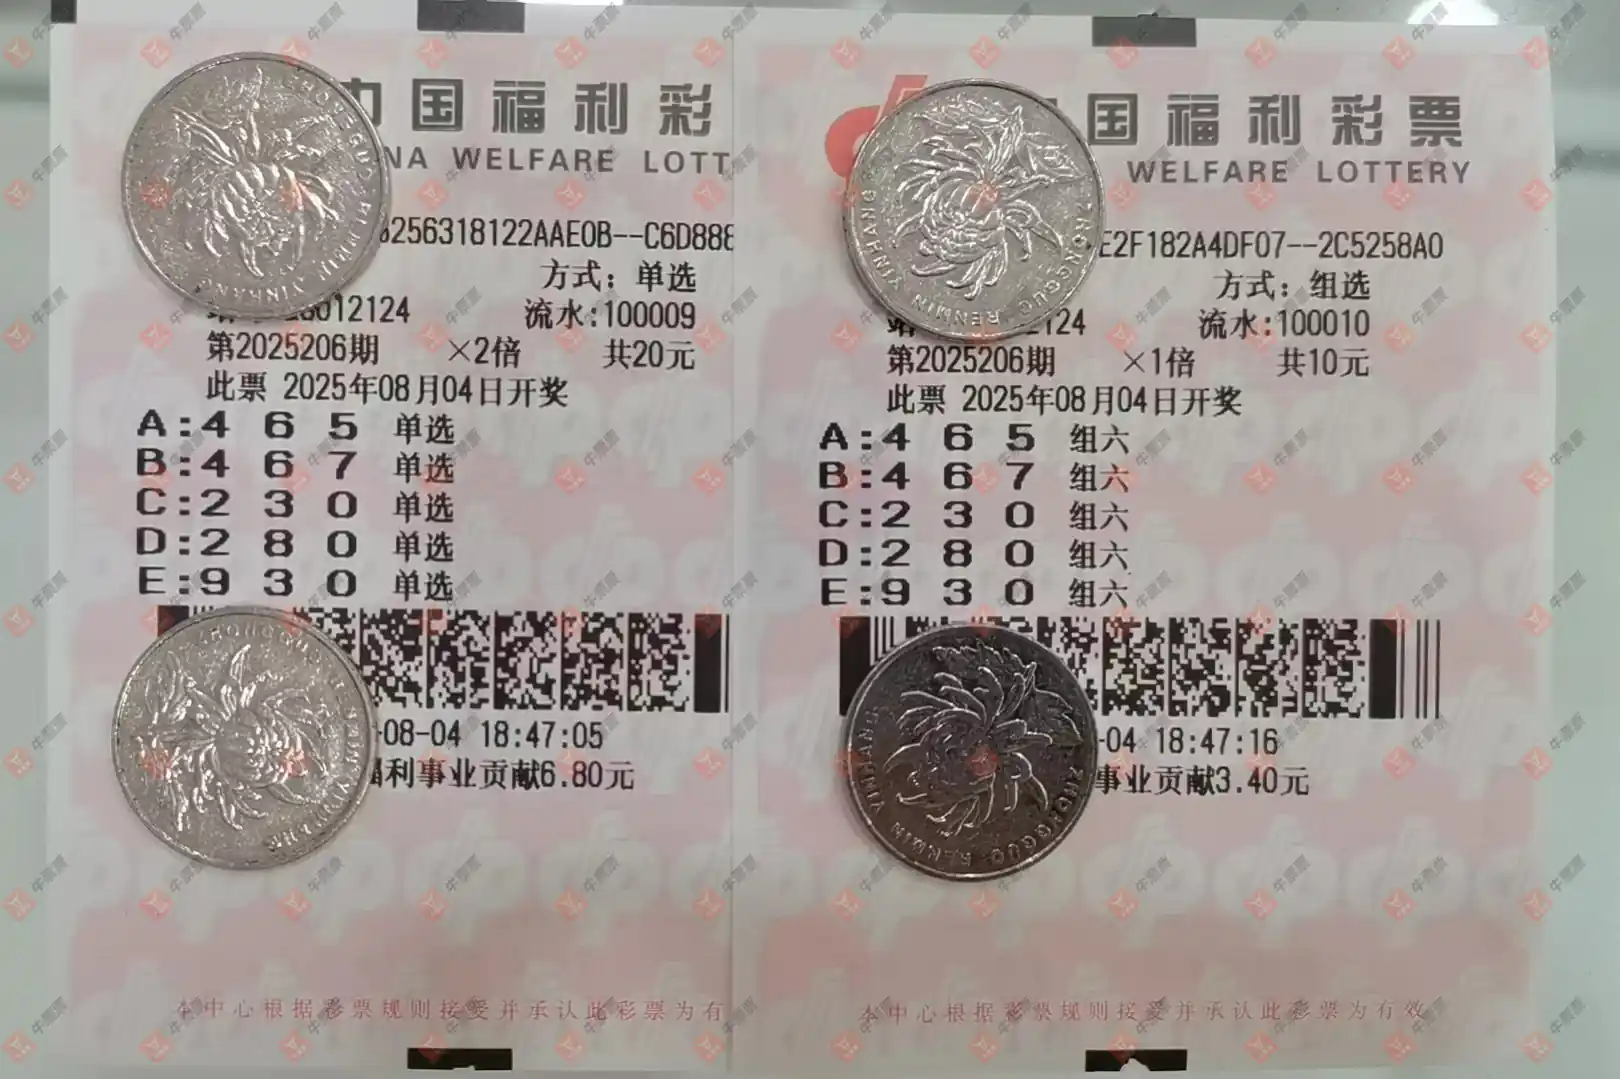 中国福利彩
NA WELFARE LOTT
256318122AAE0B--C6D888
方式：单选
012124
流水:100009
第2025206期 ×2倍 共20元
此票 2025年08月04日开奖
A:4 6 5 单选
B:4 6 7 单选
C:2 3 0 单选
D:2 8 0 单选
E:9 3 0 单选
-08-04 18:47:05
福利事业贡献6.80元
本中心根据彩票规则接受并承认此彩票为有
国福利彩票
WELFARE LOTTERY
E2F182A4DF07--2C5258A0
方式：组选
124
流水:100010
第2025206期 ×1倍 共10元
此票 2025年08月04日开奖
A:4 6 5 组六
B:4 6 7 组六
C:2 3 0 组六
D:2 8 0 组六
E:9 3 0 组六
-04 18:47:16
事业贡献3.40元
本中心根据彩票规则接受并承认此彩票为有效
牛票票